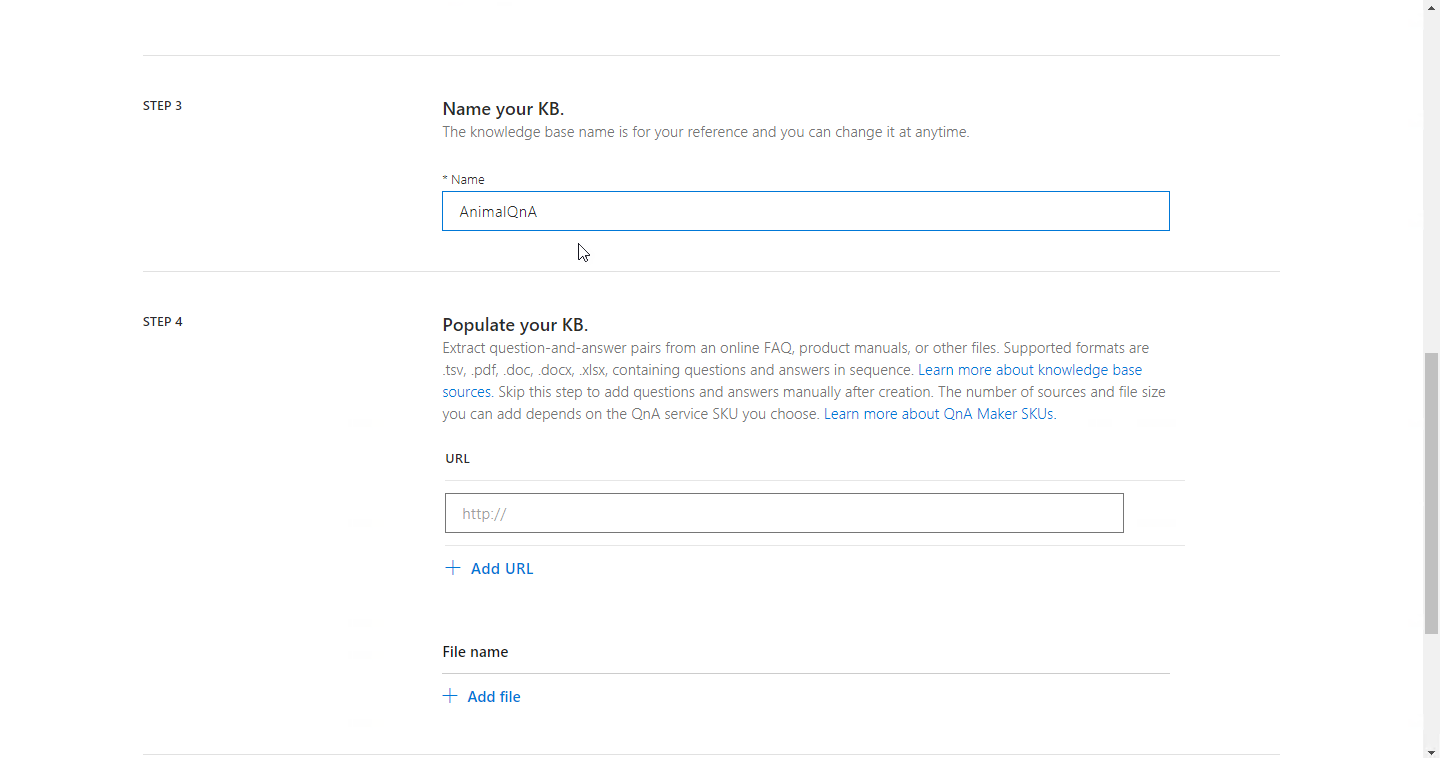 STEP 3
Name your KB.
The knowledge base name is for your reference and you can change it at anytime.
* Name
AnimalQnA
STEP 4
Populate your KB.
Extract question-and-answer pairs from an online FAQ, product manuals, or other files. Supported formats are
.tsv, .pdf, .doc, .docx, .xlsx, containing questions and answers in sequence. Learn more about knowledge base
sources. Skip this step to add questions and answers manually after creation. The number of sources and file size
you can add depends on the QnA service SKU you choose. Learn more about QnA Maker SKUs.
URL
http://
+ Add URL
File name
+ Add file